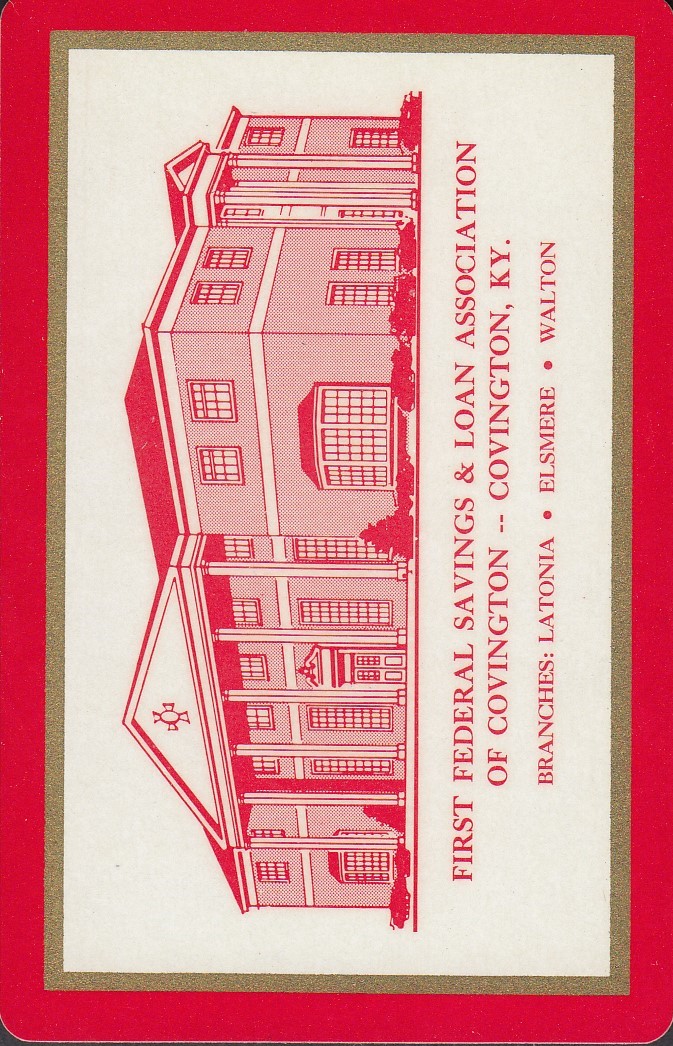 FIRST FEDERAL SAVINGS & LOAN ASSOCIATION
OF COVINGTON -- COVINGTON, KY.
BRANCHES: LATONIA • ELSMERE • WALTON